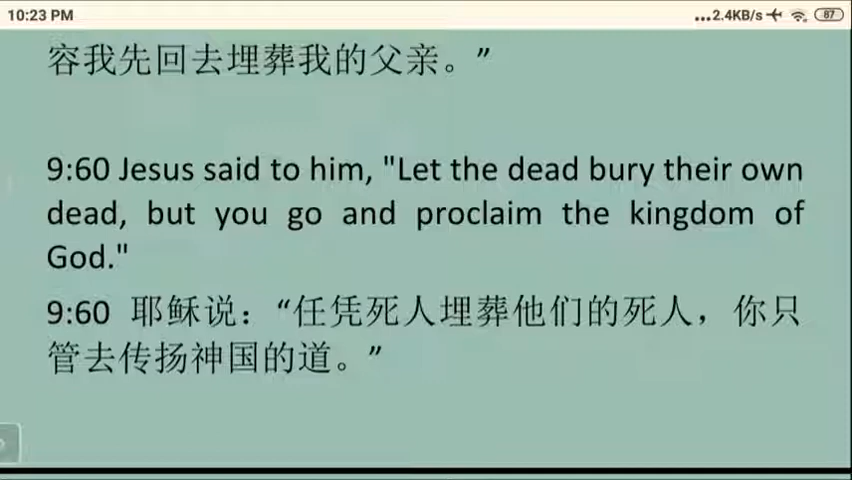 10:23 PM ...2.4KB/s 87
容我先回去埋葬我的父亲。”
9:60 Jesus said to him, "Let the dead bury their own
dead, but you go and proclaim the kingdom of
God."
9:60 耶稣说：“任凭死人埋葬他们的死人，你只
管去传扬神国的道。”